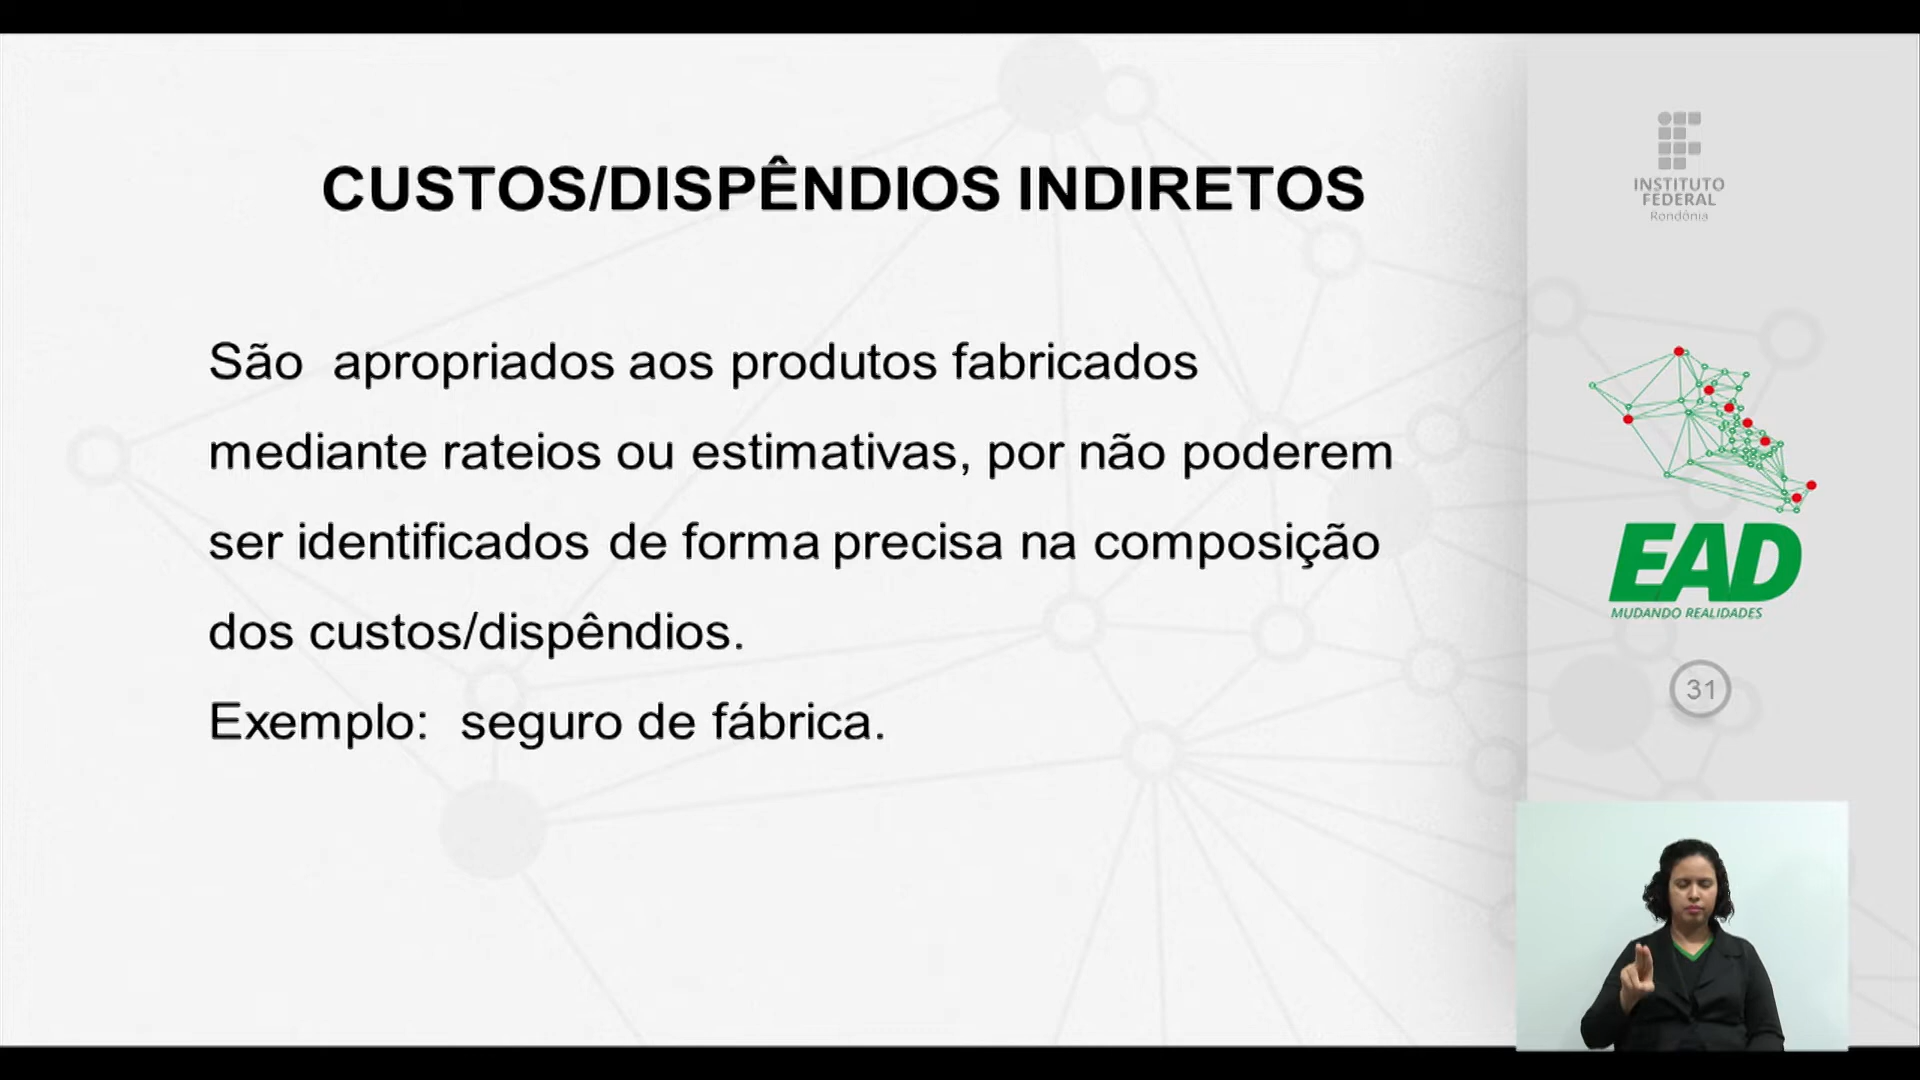 CUSTOS/DISPÊNDIOS INDIRETOS
São apropriados aos produtos fabricados
mediante rateios ou estimativas, por não poderem
ser identificados de forma precisa na composição
dos custos/dispêndios.
Exemplo: seguro de fábrica.
INSTITUTO
FEDERAL
Rondônia
EAD
MUDANDO REALIDADES
31